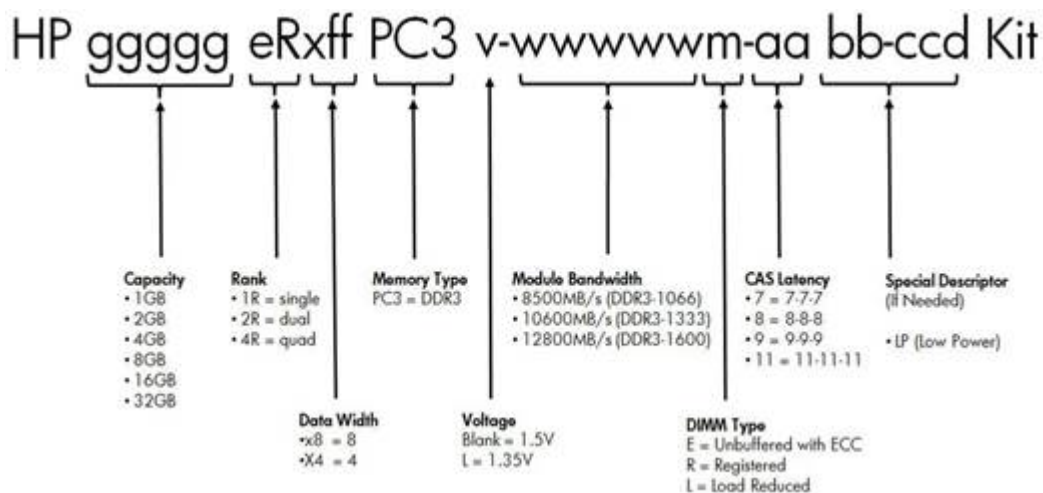 HP ggggg eRxff PC3 v-wwwwwm-aa bb-ccd Kit
Capacity
• 1GB
• 2GB
• 4GB
• 8GB
• 16GB
• 32GB
Rank
• 1R = single
• 2R = dual
• 4R = quad
Memory Type
PC3 = DDR3
Module Bandwidth
• 8500MB/s (DDR3-1066)
• 10600MB/s (DDR3-1333)
• 12800MB/s (DDR3-1600)
CAS Latency
• 7 = 7-7-7
• 8 = 8-8-8
• 9 = 9-9-9
• 11 = 11-11-11
Special Descriptor
(If Needed)
• LP (Low Power)
Data Width
•x8 = 8
•X4 = 4
Voltage
Blank = 1.5V
L = 1.35V
DIMM Type
E = Unbuffered with ECC
R = Registered
L = Load Reduced